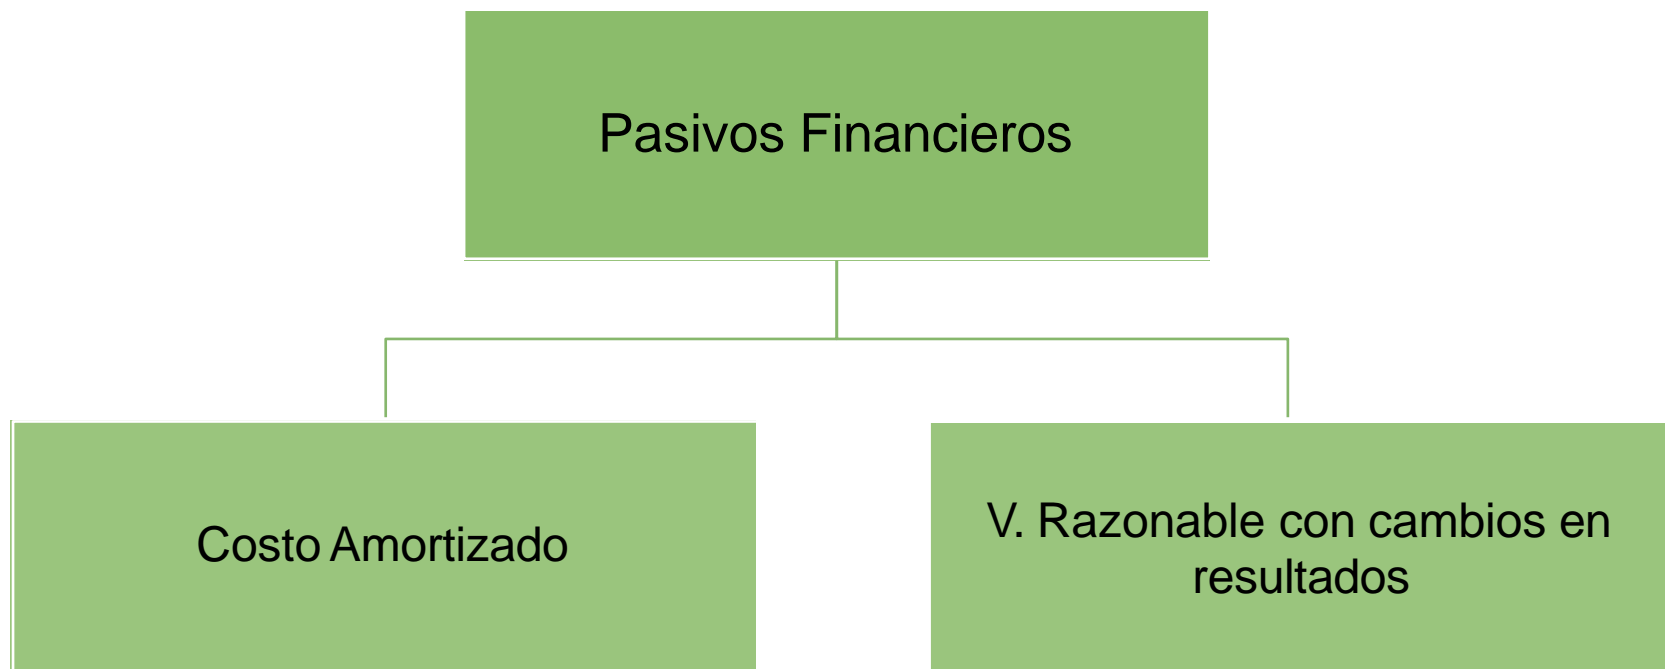 Pasivos Financieros
Costo Amortizado
V. Razonable con cambios en
resultados